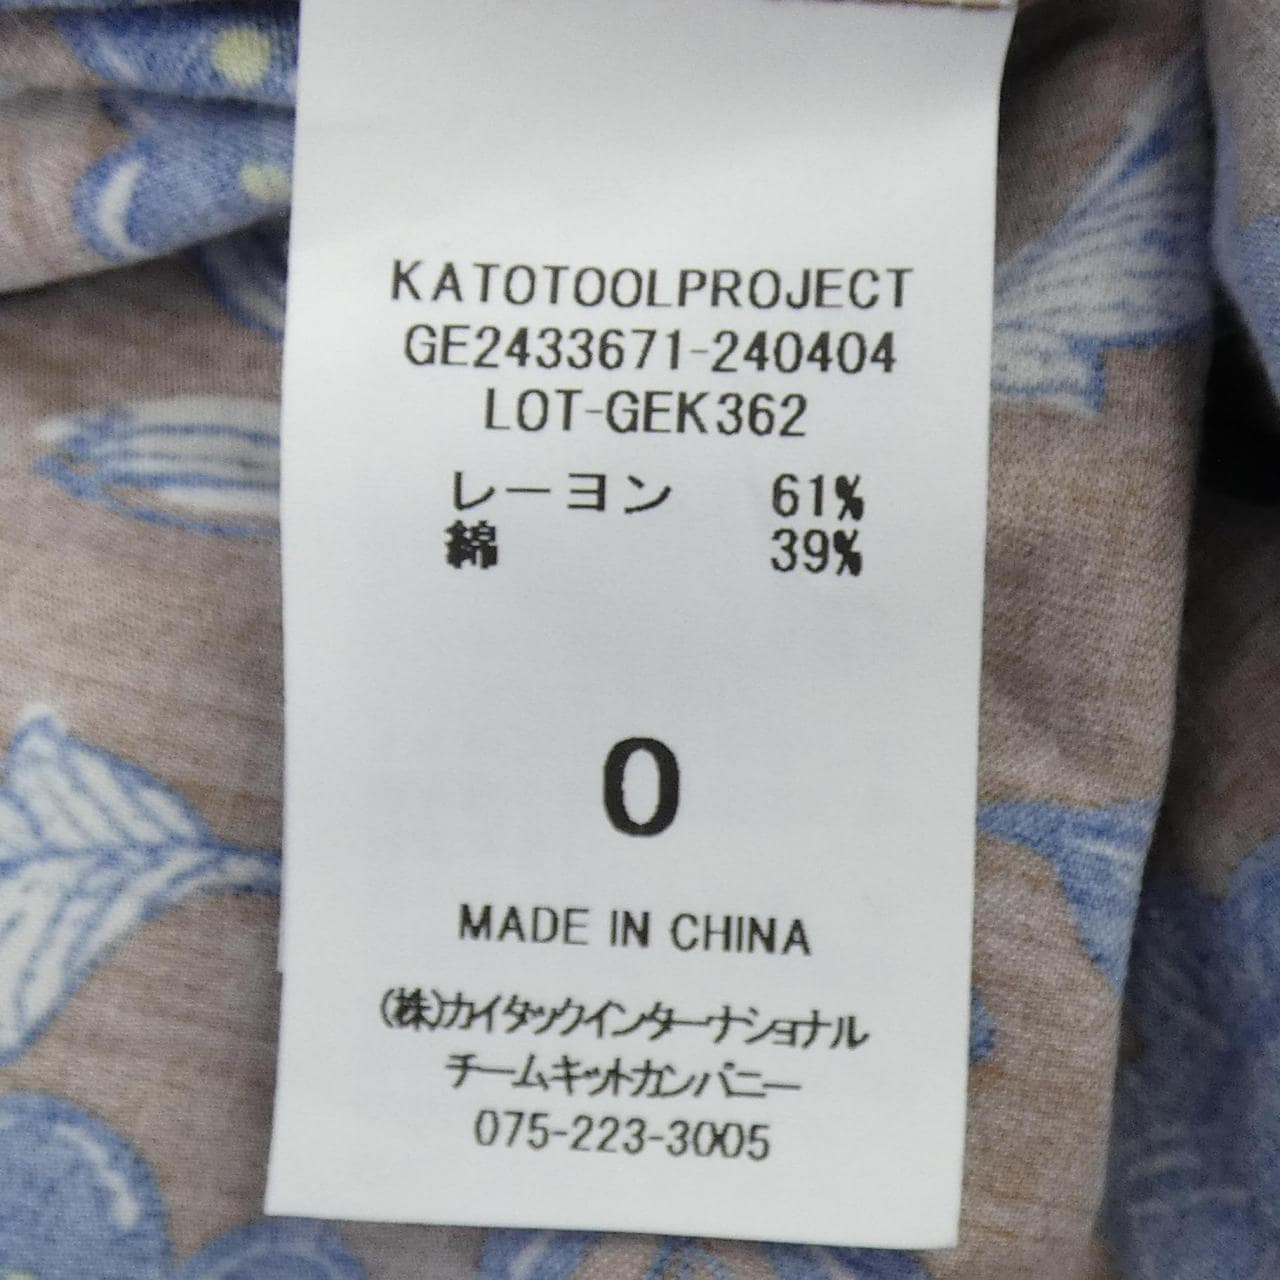 KATOTOOLPROJECT
GE2433671-240404
LOT-GEK362
レーヨン 61%
綿 39%
0
MADE IN CHINA
(株)カイタックインターナショナル
チームキットカンパニー
075-223-3005